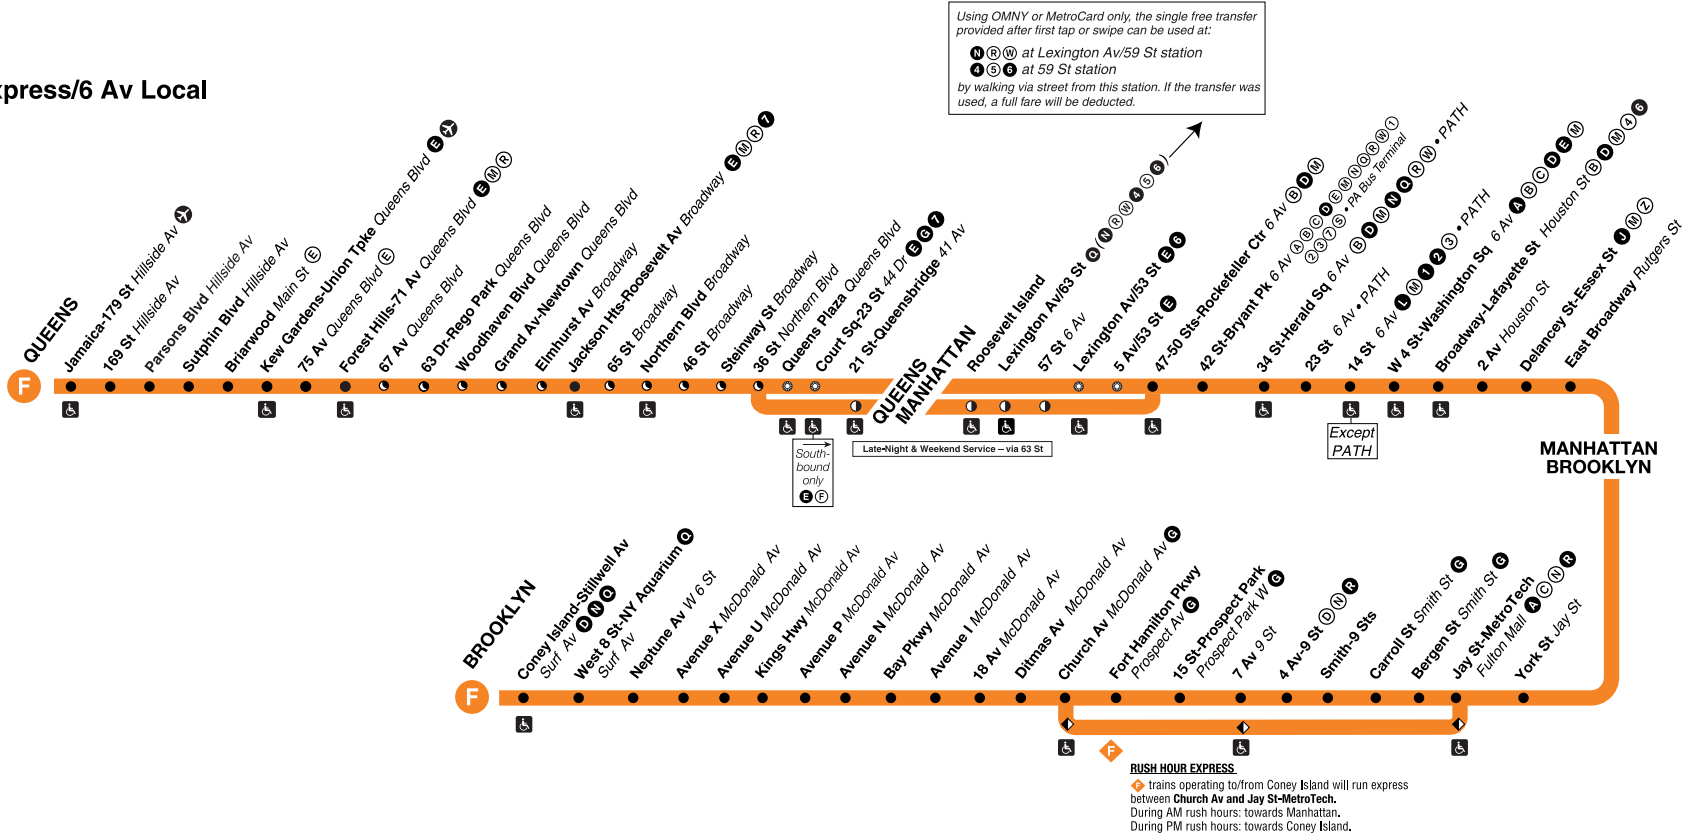 Using OMNY or MetroCard only, the single free transfer
provided after first tap or swipe can be used at:
N R W at Lexington Av/59 St station
4 5 6 at 59 St station
by walking via street from this station. If the transfer was
used, a full fare will be deducted.
xpress/6 Av Local
QUEENS
F
Jamaica-179 St Hillside Av
169 St Hillside Av
Parsons Blvd Hillside Av
Sutphin Blvd Hillside Av
Briarwood Main St E
Kew Gardens-Union Tpke Queens Blvd E
75 Av Queens Blvd E
Forest Hills-71 Av Queens Blvd E M R
67 Av Queens Blvd
63 Dr-Rego Park Queens Blvd
Woodhaven Blvd Queens Blvd
Grand Av-Newtown Queens Blvd
Elmhurst Av Broadway
Jackson Hts-Roosevelt Av Broadway E M R 7
65 St Broadway
Northern Blvd Broadway
46 St Broadway
Steinway St Broadway
36 St Northern Blvd
Queens Plaza Queens Blvd
Court Sq-23 St 44 Dr E G 7
21 St-Queensbridge 41 Av
QUEENS
MANHATTAN
Roosevelt Island
Lexington Av/63 St Q (N R W 4 5 6)
57 St 6 Av
Lexington Av/53 St E 6
5 Av/53 St E
47-50 Sts-Rockefeller Ctr 6 Av B D M
42 St-Bryant Pk 6 Av A B C D E M N Q R W 1
2 3 7 S • PA Bus Terminal
34 St-Herald Sq 6 Av B D M N Q R W • PATH
23 St 6 Av • PATH
14 St 6 Av L M 1 2 3 • PATH
W 4 St-Washington Sq 6 Av A B C D E M
Broadway-Lafayette St Houston St B D M 4 6
2 Av Houston St
Delancey St-Essex St J M Z
East Broadway Rutgers St
South-
bound
only
E F
Late-Night & Weekend Service – via 63 St
Except
PATH
MANHATTAN
BROOKLYN
BROOKLYN
F
Coney Island-Stillwell Av
Surf Av D N Q
West 8 St-NY Aquarium Q
Surf Av
Neptune Av W 6 St
Avenue X McDonald Av
Avenue U McDonald Av
Kings Hwy McDonald Av
Avenue P McDonald Av
Avenue N McDonald Av
Bay Pkwy McDonald Av
Avenue I McDonald Av
18 Av McDonald Av
Ditmas Av McDonald Av
Church Av McDonald Av G
Fort Hamilton Pkwy
Prospect Av G
15 St-Prospect Park
Prospect Park W G
7 Av 9 St
4 Av-9 St D N R
Smith-9 Sts
Carroll St Smith St G
Bergen St Smith St G
Jay St-MetroTech
Fulton Mall A C N R
York St Jay St
F
RUSH HOUR EXPRESS
F trains operating to/from Coney Island will run express
between Church Av and Jay St-MetroTech.
During AM rush hours: towards Manhattan.
During PM rush hours: towards Coney Island.